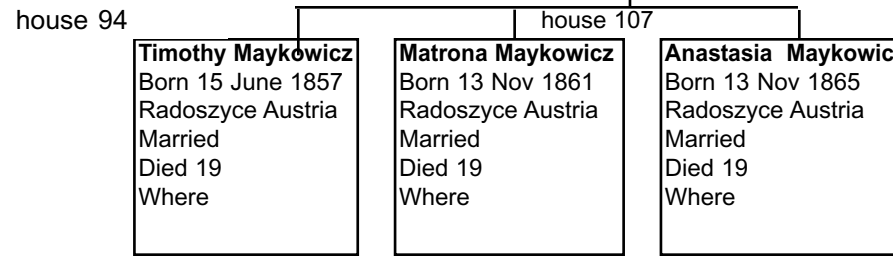 house 94
house 107
Timothy Maykowicz
Born 15 June 1857
Radoszyce Austria
Married
Died 19
Where
Matrona Maykowicz
Born 13 Nov 1861
Radoszyce Austria
Married
Died 19
Where
Anastasia Maykowic
Born 13 Nov 1865
Radoszyce Austria
Married
Died 19
Where